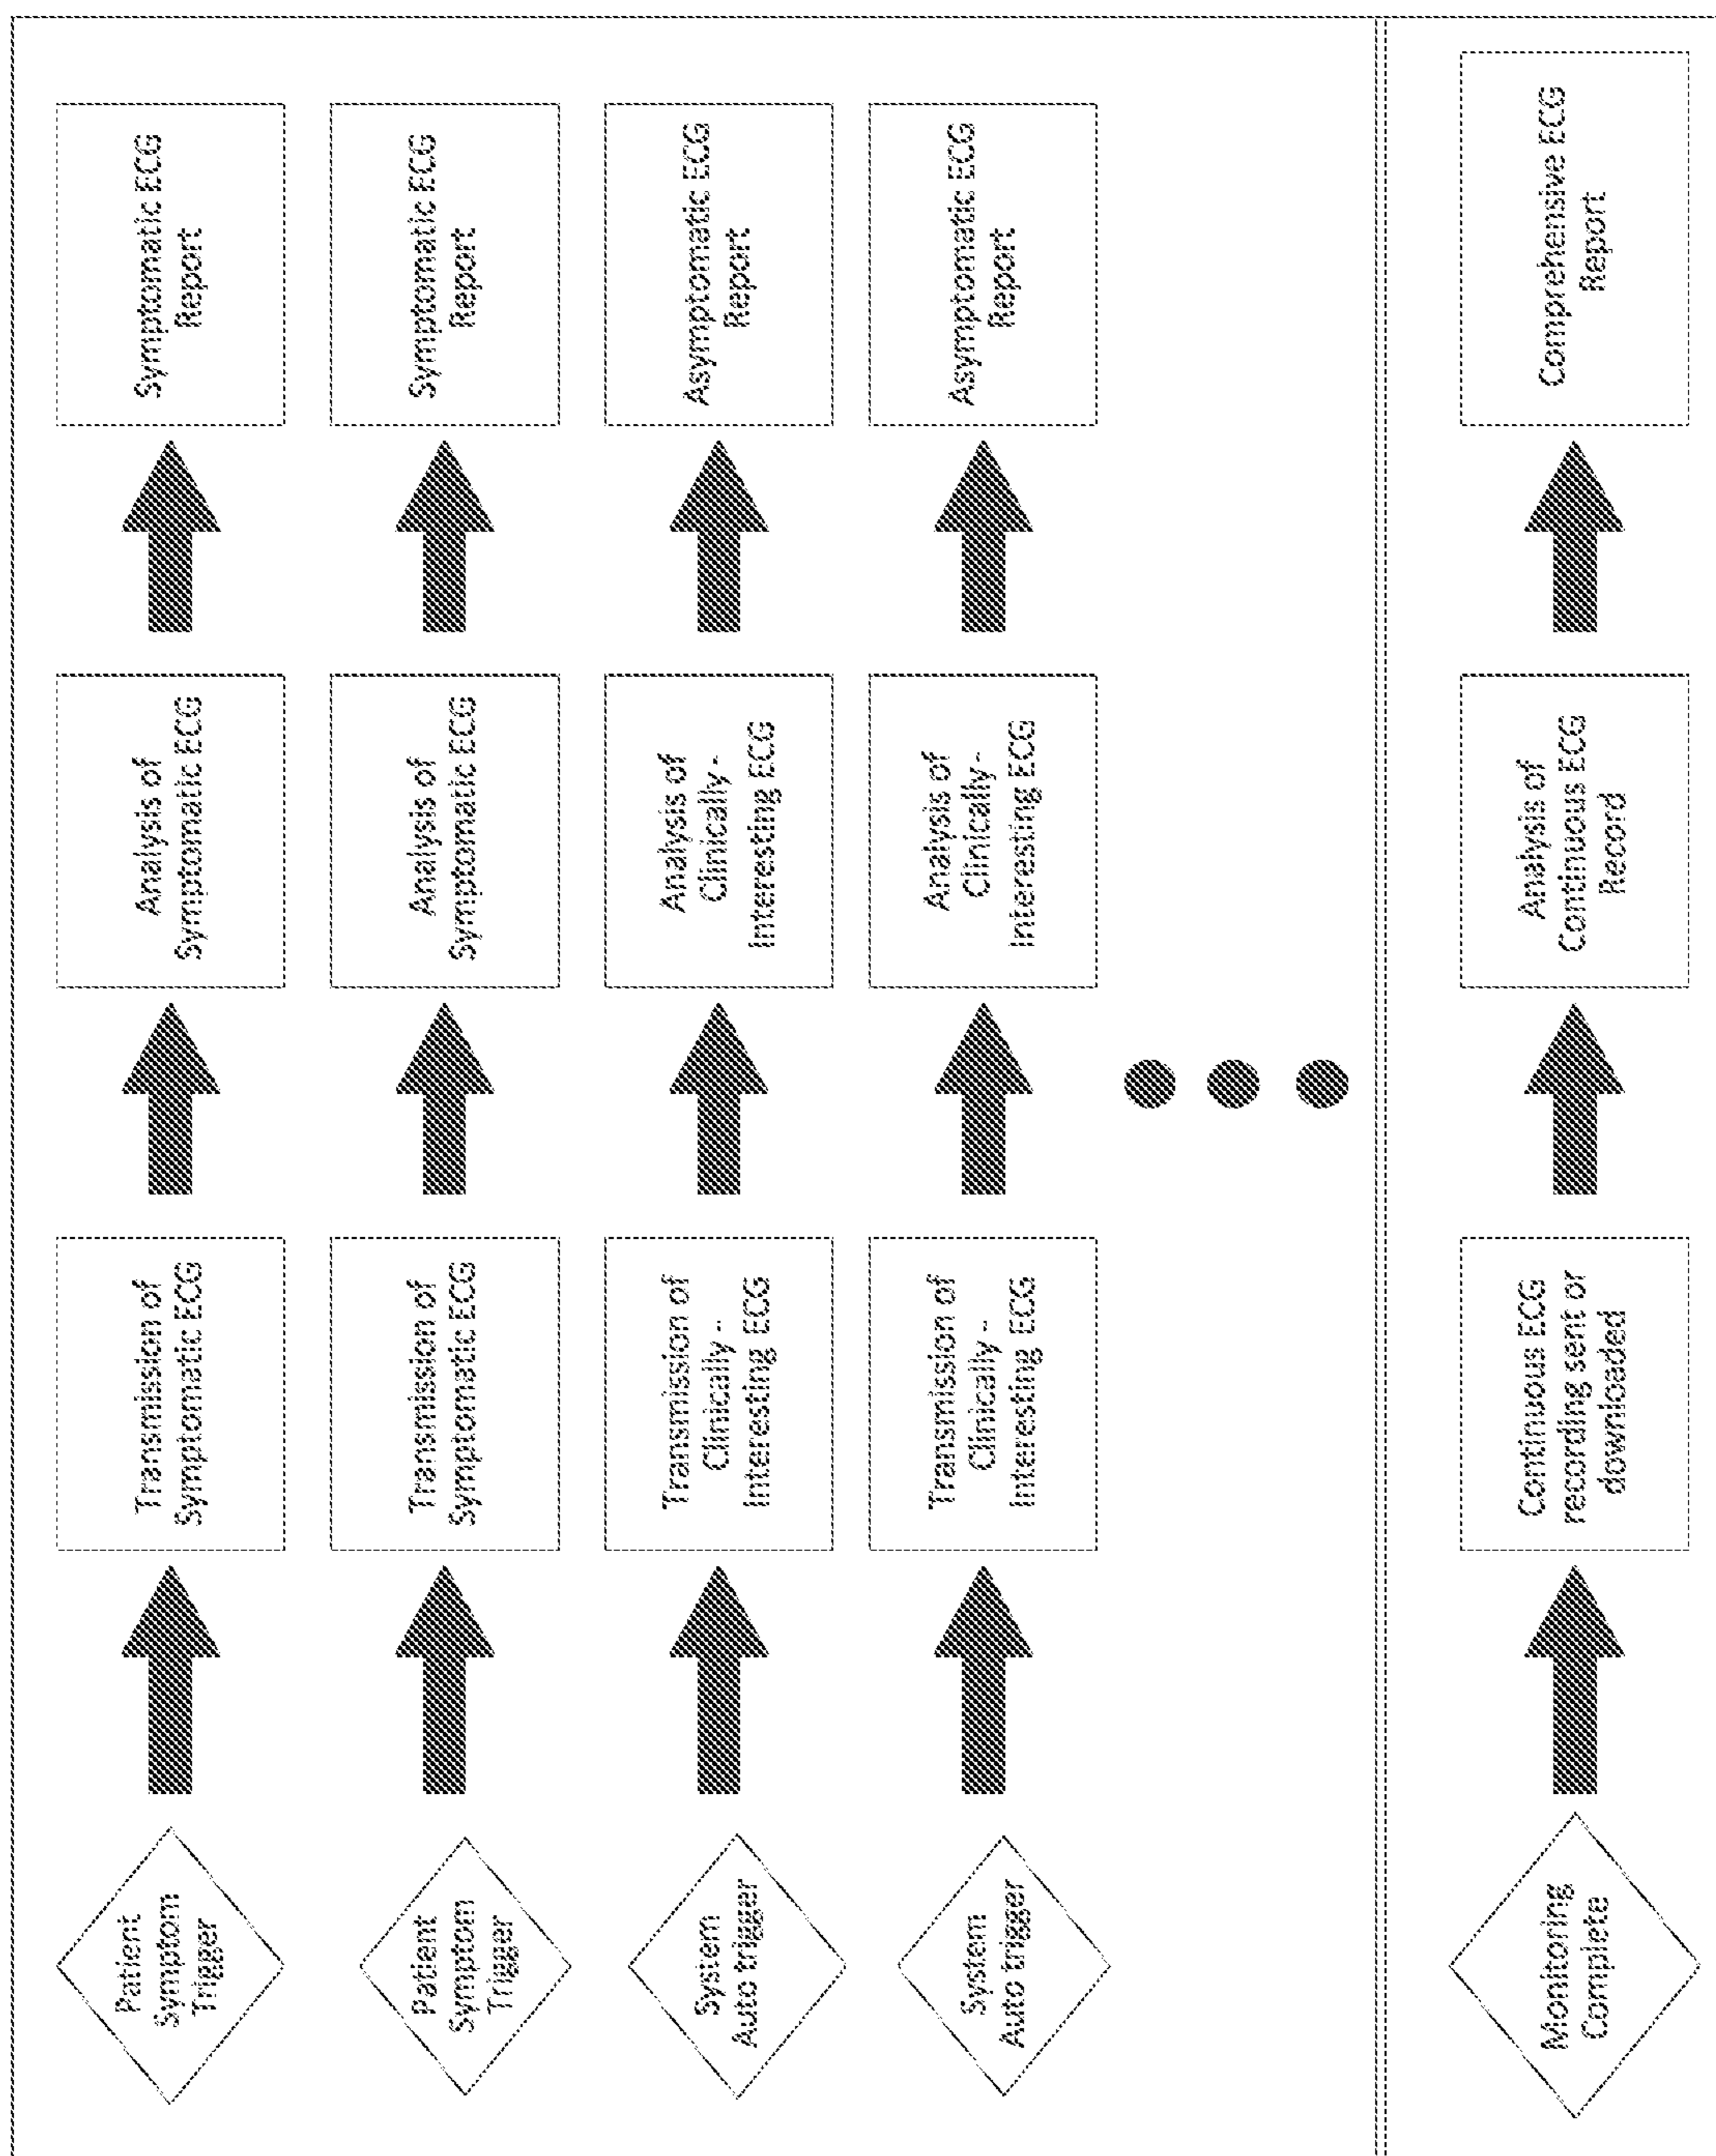 Patient
Symptom
Trigger
Transmission of
Symptomatic ECG
Analysis of
Symptomatic ECG
Symptomatic ECG
Report
Patient
Symptom
Trigger
Transmission of
Symptomatic ECG
Analysis of
Symptomatic ECG
Symptomatic ECG
Report
System
Auto trigger
Transmission of
Clinically -
Interesting ECG
Analysis of
Clinically -
Interesting ECG
Asymptomatic ECG
Report
System
Auto trigger
Transmission of
Clinically -
Interesting ECG
Analysis of
Clinically-
Interesting ECG
Asymptomatic ECG
Report
Monitoring
Complete
Continuous ECG
recording sent or
downloaded
Analysis of
Continuous ECG
Record
Comprehensive ECG
Report